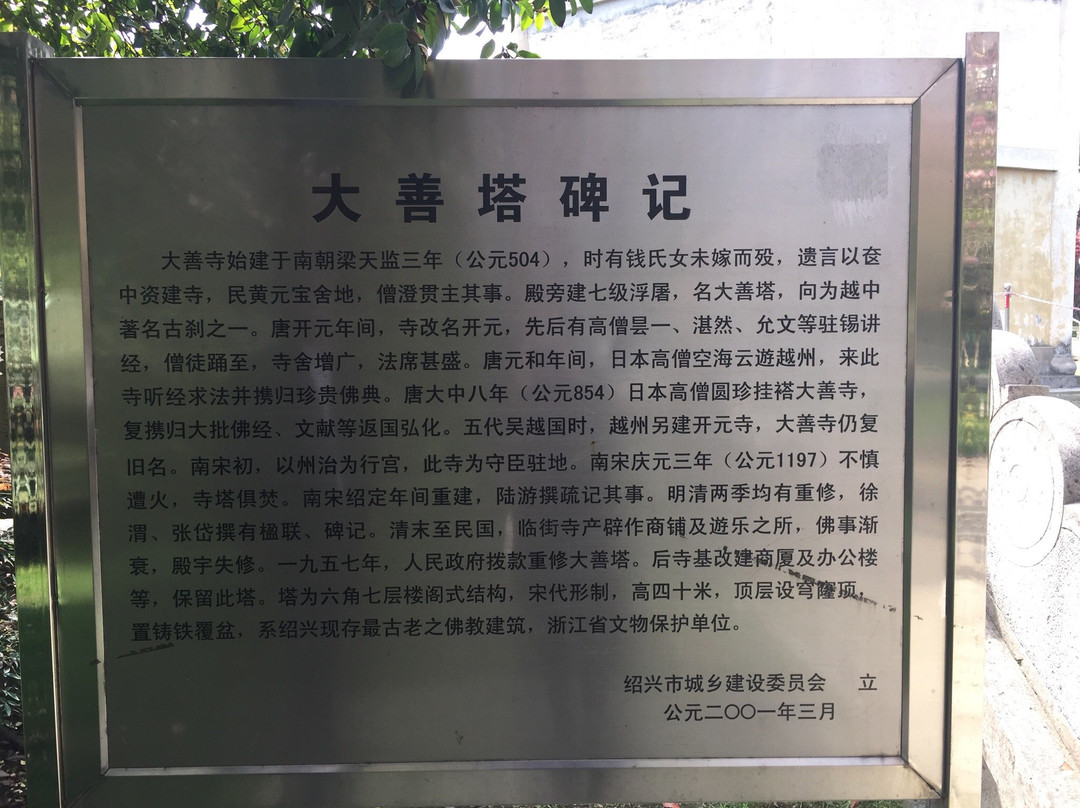 大善塔碑记
大善寺始建于南朝梁天监三年（公元504），时有钱氏女未嫁而殁，遗言以奁
中资建寺，民黄元宝舍地，僧澄贯主其事。殿旁建七级浮屠，名大善塔，向为越中
著名古刹之一。唐开元年间，寺改名开元，先后有高僧昙一、湛然、允文等驻锡讲
经，僧徒踊至，寺舍增广，法席甚盛。唐元和年间，日本高僧空海云遊越州，来此
寺听经求法并携归珍贵佛典。唐大中八年（公元854）日本高僧圆珍挂褡大善寺，
复携归大批佛经、文献等返国弘化。五代吴越国时，越州另建开元寺，大善寺仍复
旧名。南宋初，以州治为行宫，此寺为守臣驻地。南宋庆元三年（公元1197）不慎
遭火，寺塔俱焚。南宋绍定年间重建，陆游撰疏记其事。明清两季均有重修，徐
渭、张岱撰有楹联、碑记。清末至民国，临街寺产辟作商铺及遊乐之所，佛事渐
衰，殿宇失修。一九五七年，人民政府拨款重修大善塔。后寺基改建商厦及办公楼
等，保留此塔。塔为六角七层楼阁式结构，宋代形制，高四十米，顶层设穹窿顶，
置铸铁覆盆，系绍兴现存最古老之佛教建筑，浙江省文物保护单位。
绍兴市城乡建设委员会 立
公元二〇〇一年三月